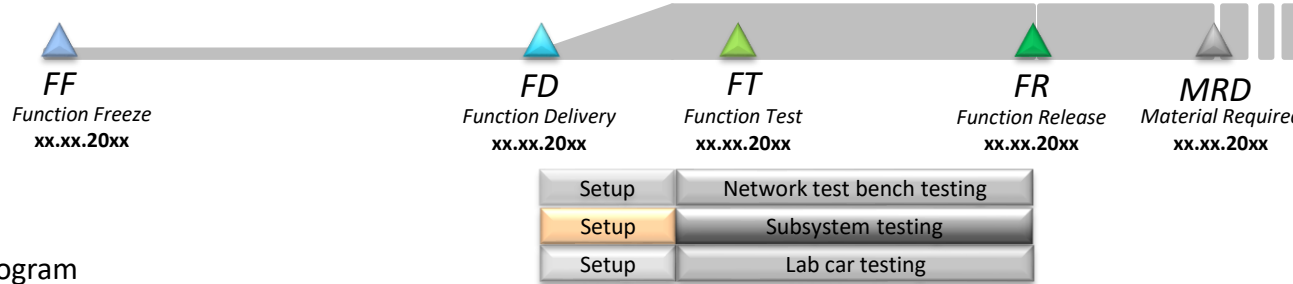 FF
Function Freeze
xx.xx.20xx
FD
Function Delivery
xx.xx.20xx
FT
Function Test
xx.xx.20xx
FR
Function Release
xx.xx.20xx
MRD
Material Required
xx.xx.20xx
Setup Network test bench testing
Setup Subsystem testing
Setup Lab car testing